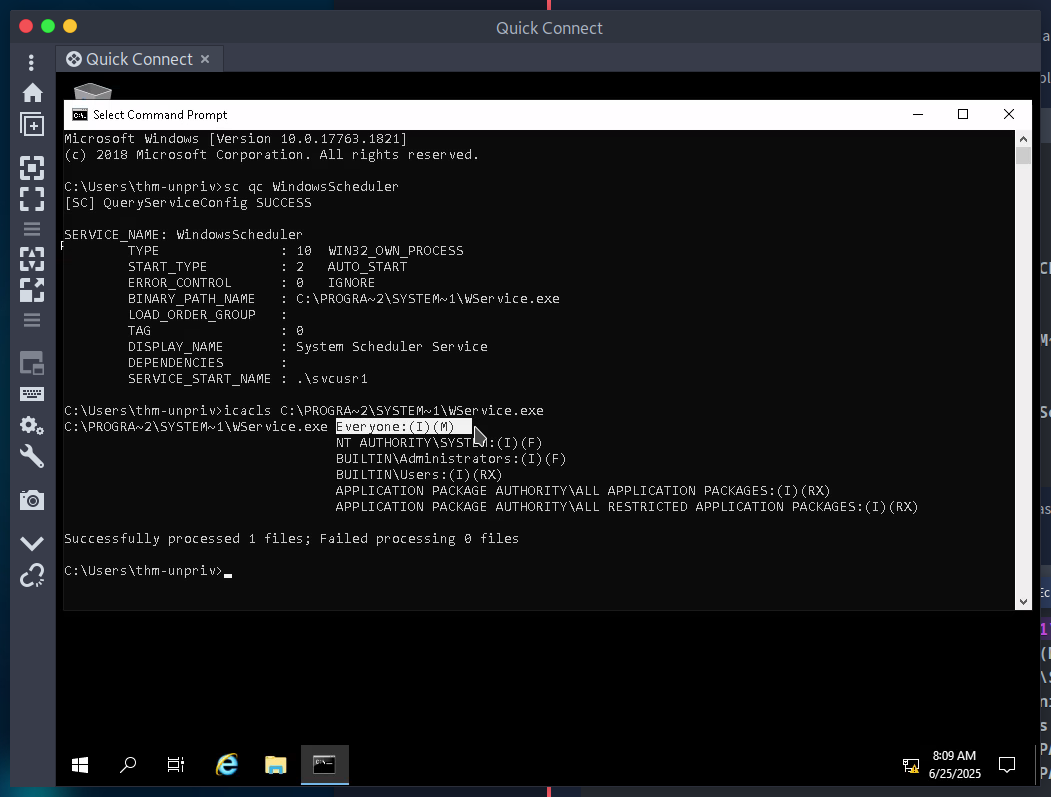 Quick Connect
Quick Connect ×
Select Command Prompt
Microsoft Windows [Version 10.0.17763.1821]
(c) 2018 Microsoft Corporation. All rights reserved.
C:\Users\thm-unpriv>sc qc WindowsScheduler
[SC] QueryServiceConfig SUCCESS
SERVICE_NAME: WindowsScheduler
TYPE : 10 WIN32_OWN_PROCESS
START_TYPE : 2 AUTO_START
ERROR_CONTROL : 0 IGNORE
BINARY_PATH_NAME : C:\PROGRA~2\SYSTEM~1\WService.exe
LOAD_ORDER_GROUP :
TAG : 0
DISPLAY_NAME : System Scheduler Service
DEPENDENCIES :
SERVICE_START_NAME : .\svcusr1
C:\Users\thm-unpriv>icacls C:\PROGRA~2\SYSTEM~1\WService.exe
C:\PROGRA~2\SYSTEM~1\WService.exe Everyone:(I)(M)
NT AUTHORITY\SYSTEM:(I)(F)
BUILTIN\Administrators:(I)(F)
BUILTIN\Users:(I)(RX)
APPLICATION PACKAGE AUTHORITY\ALL APPLICATION PACKAGES:(I)(RX)
APPLICATION PACKAGE AUTHORITY\ALL RESTRICTED APPLICATION PACKAGES:(I)(RX)
Successfully processed 1 files; Failed processing 0 files
C:\Users\thm-unpriv>
8:09 AM
6/25/2025